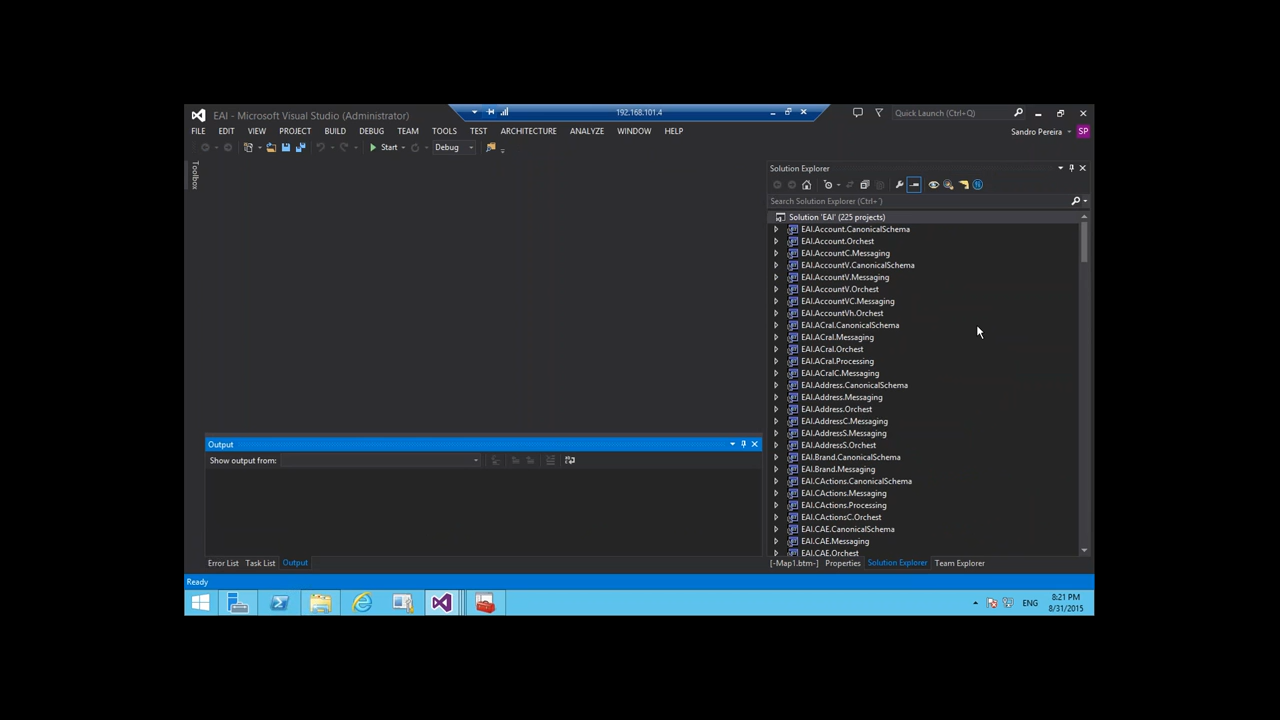 EAI - Microsoft Visual Studio (Administrator)
192.168.101.4
Quick Launch (Ctrl+Q)
FILE EDIT VIEW PROJECT BUILD DEBUG TEAM TOOLS TEST ARCHITECTURE ANALYZE WINDOW HELP
Sandro Pereira SP
Start Debug
Toolbox
Solution Explorer
Search Solution Explorer (Ctrl+ˋ)
Solution 'EAI' (225 projects)
EAI.Account.CanonicalSchema
EAI.Account.Orchest
EAI.AccountC.Messaging
EAI.AccountV.CanonicalSchema
EAI.AccountV.Messaging
EAI.AccountV.Orchest
EAI.AccountVC.Messaging
EAI.AccountVh.Orchest
EAI.ACral.CanonicalSchema
EAI.ACral.Messaging
EAI.ACral.Orchest
EAI.ACral.Processing
EAI.ACralC.Messaging
EAI.Address.CanonicalSchema
EAI.Address.Messaging
EAI.Address.Orchest
EAI.AddressC.Messaging
EAI.AddressS.Messaging
EAI.AddressS.Orchest
EAI.Brand.CanonicalSchema
EAI.Brand.Messaging
EAI.CActions.CanonicalSchema
EAI.CActions.Messaging
EAI.CActions.Processing
EAI.CActionsC.Orchest
EAI.CAE.CanonicalSchema
EAI.CAE.Messaging
EAI.CAE.Orchest
Output
Show output from:
Error List Task List Output
[-Map1.btm-] Properties Solution Explorer Team Explorer
Ready
ENG
8:21 PM
8/31/2015